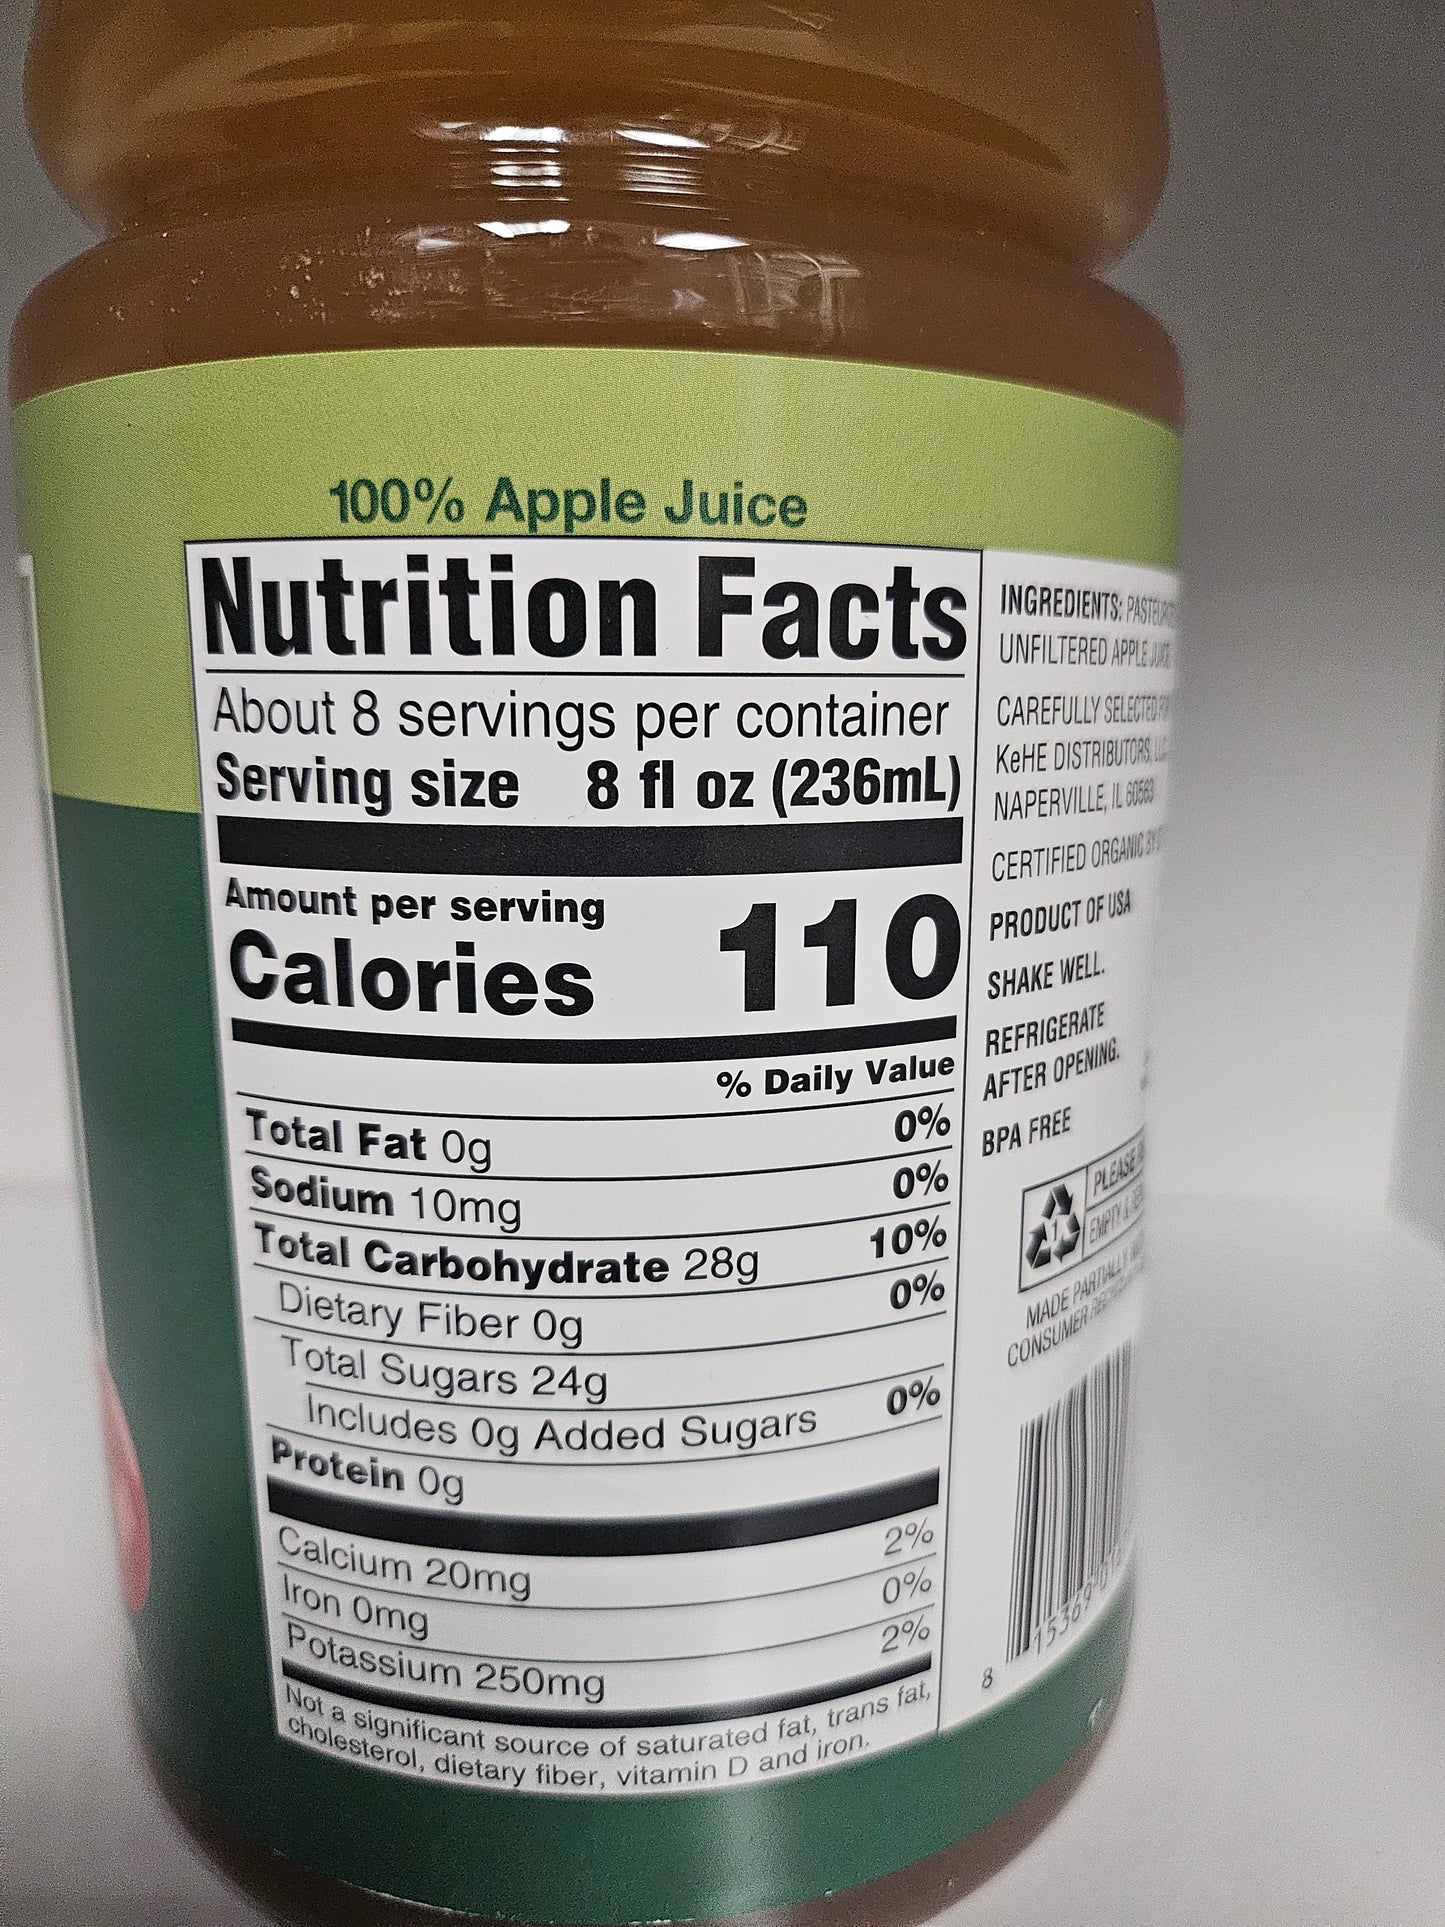 100% Apple Juice
Nutrition Facts
About 8 servings per container
Serving size 8 fl oz (236mL)
Amount per serving
Calories 110
% Daily Value
Total Fat 0g 0%
Sodium 10mg 0%
Total Carbohydrate 28g 10%
Dietary Fiber 0g 0%
Total Sugars 24g
Includes 0g Added Sugars 0%
Protein 0g
Calcium 20mg 2%
Iron 0mg 0%
Potassium 250mg 2%
Not a significant source of saturated fat, trans fat,
cholesterol, dietary fiber, vitamin D and iron.
INGREDIENTS:
UNFILTERED APPLE JUICE
CAREFULLY SELECTED
KeHE DISTRIBUTORS,
NAPERVILLE, IL 60563
CERTIFIED ORGANIC BY
PRODUCT OF USA
SHAKE WELL.
REFRIGERATE
AFTER OPENING.
BPA FREE
1
PLEASE
EMPTY &
MADE PARTIALLY
CONSUMER
8 15369